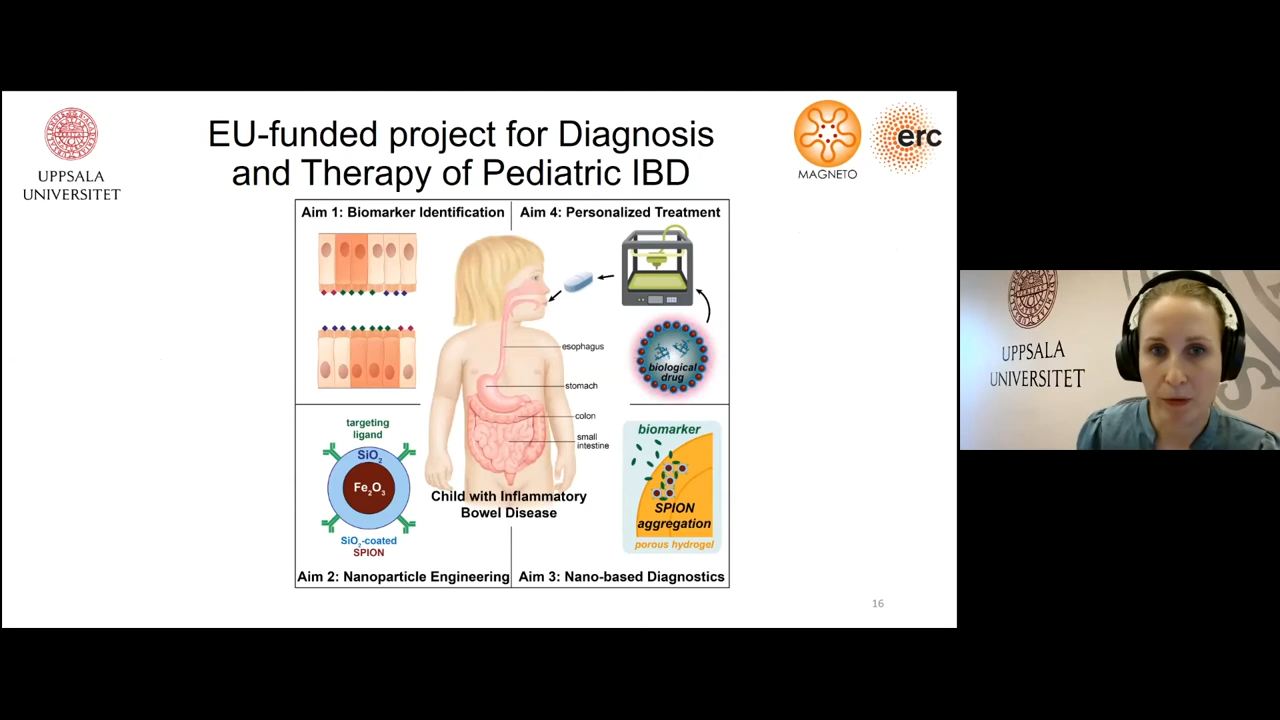 UPPSALA
UNIVERSITET
EU-funded project for Diagnosis
and Therapy of Pediatric IBD
MAGNETO
erc
Aim 1: Biomarker Identification
Aim 4: Personalized Treatment
biological
drug
esophagus
stomach
colon
small
intestine
targeting
ligand
SiO₂
Fe₂O₃
SiO₂-coated
SPION
Child with Inflammatory
Bowel Disease
biomarker
SPION
aggregation
porous hydrogel
Aim 2: Nanoparticle Engineering
Aim 3: Nano-based Diagnostics
16
UPPSALA
UNIVERSITET